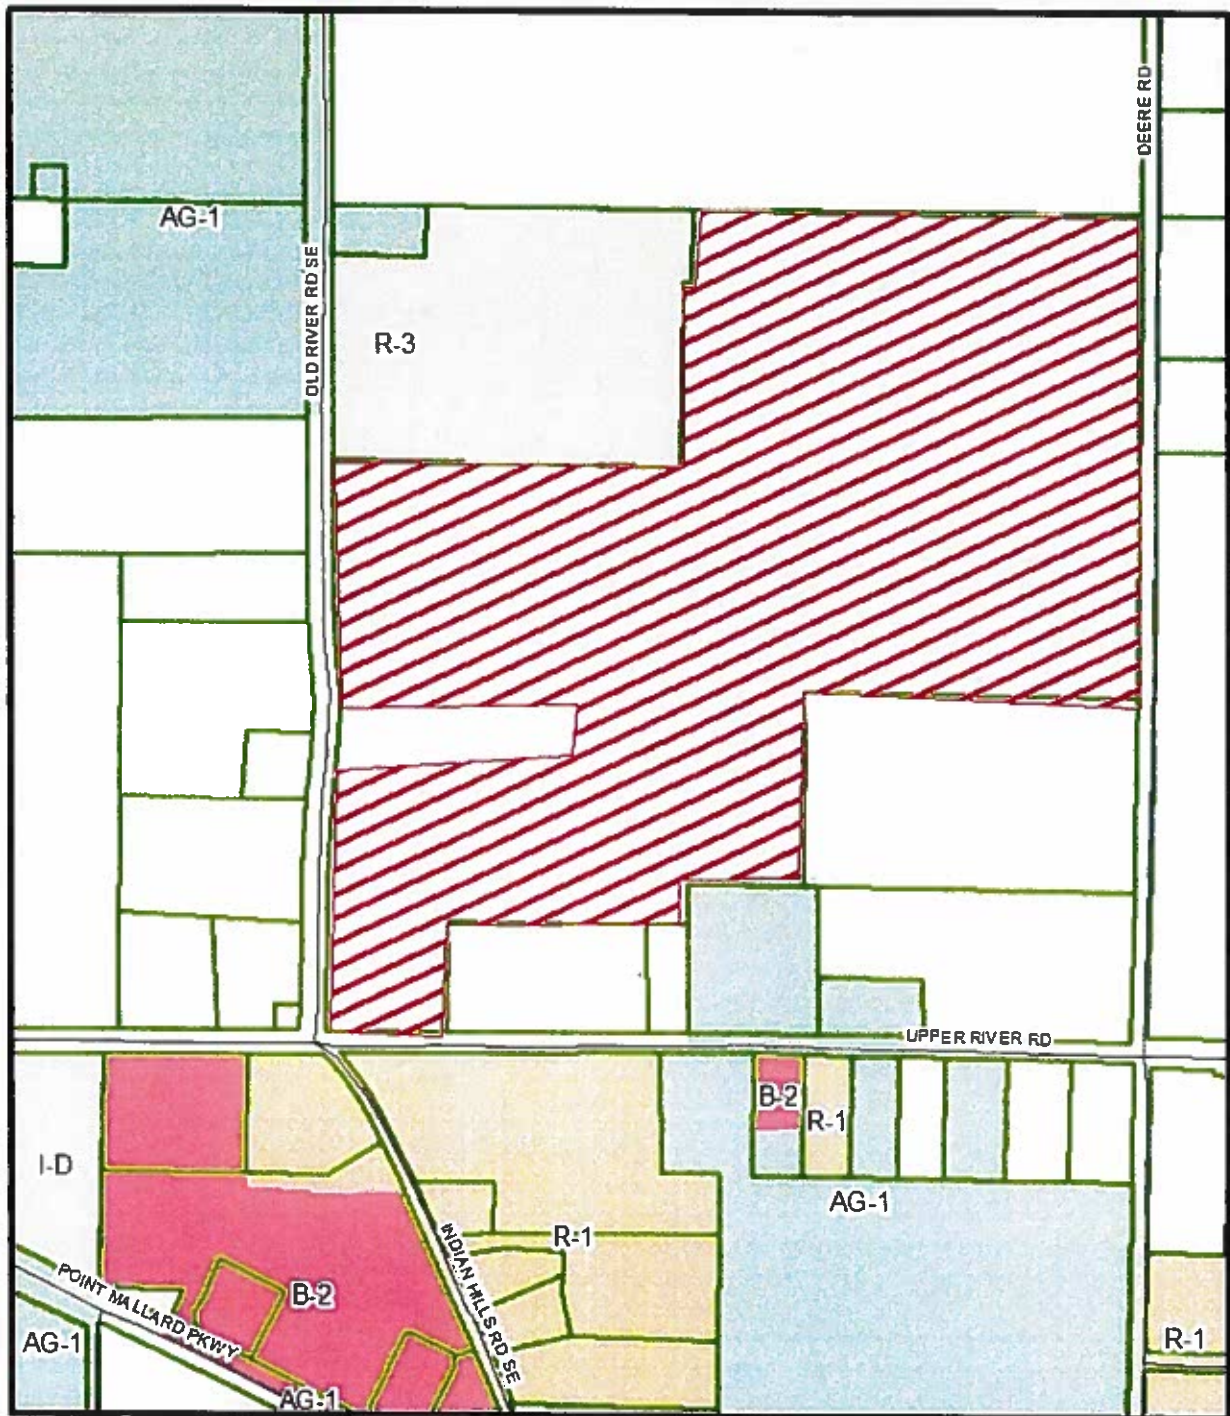 DEERE RD
AG-1
OLD RIVER RD SE
R-3
UPPER RIVER RD
B-2
R-1
I-D
AG-1
R-1
INDIAN HILLS RD SE
POINT MALLARD PKWY
B-2
AG-1
R-1
AG-1